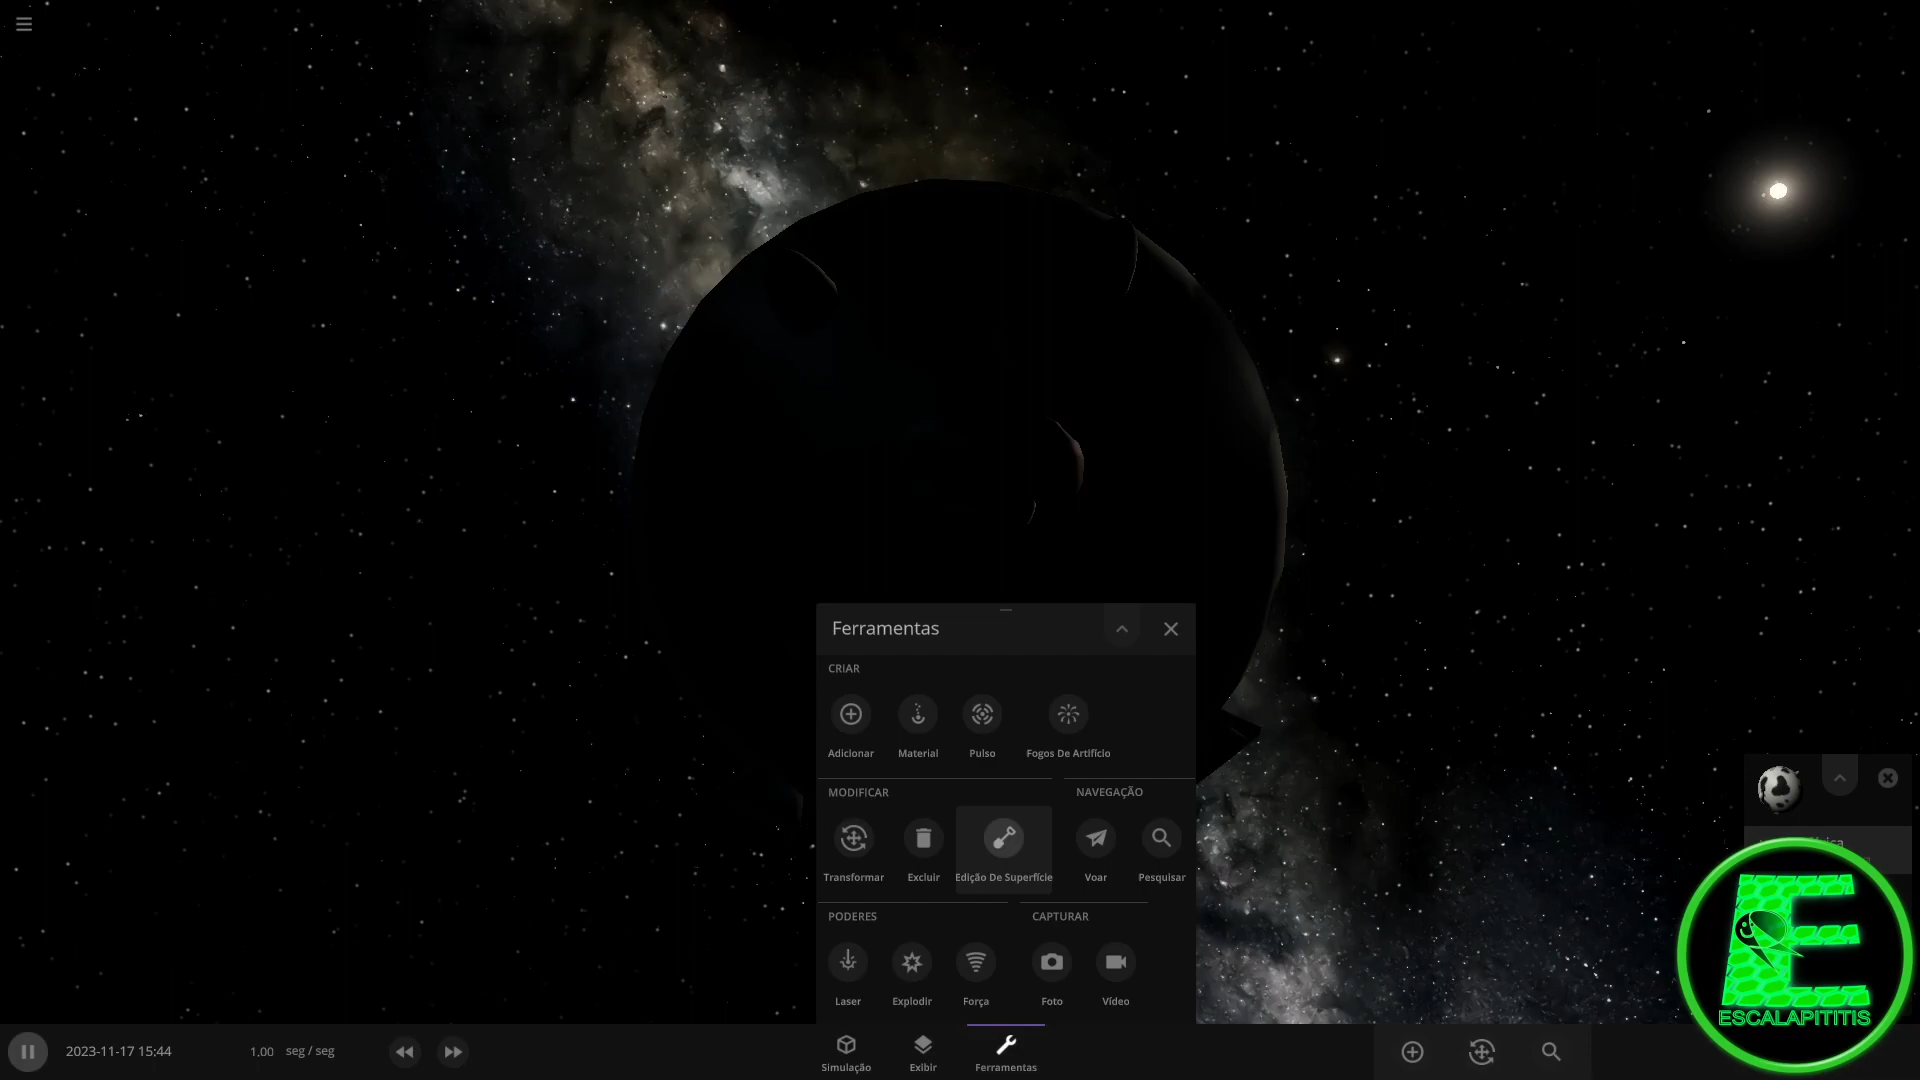 Ferramentas
CRIAR
Adicionar Material Pulso Fogos De Artifício
MODIFICAR NAVEGAÇÃO
Transformar Excluir Edição De Superfície Voar Pesquisar
PODERES CAPTURAR
Laser Explodir Força Foto Vídeo
ESCALAPITITIS
2023-11-17 15:44 1,00 seg / seg
Simulação Exibir Ferramentas